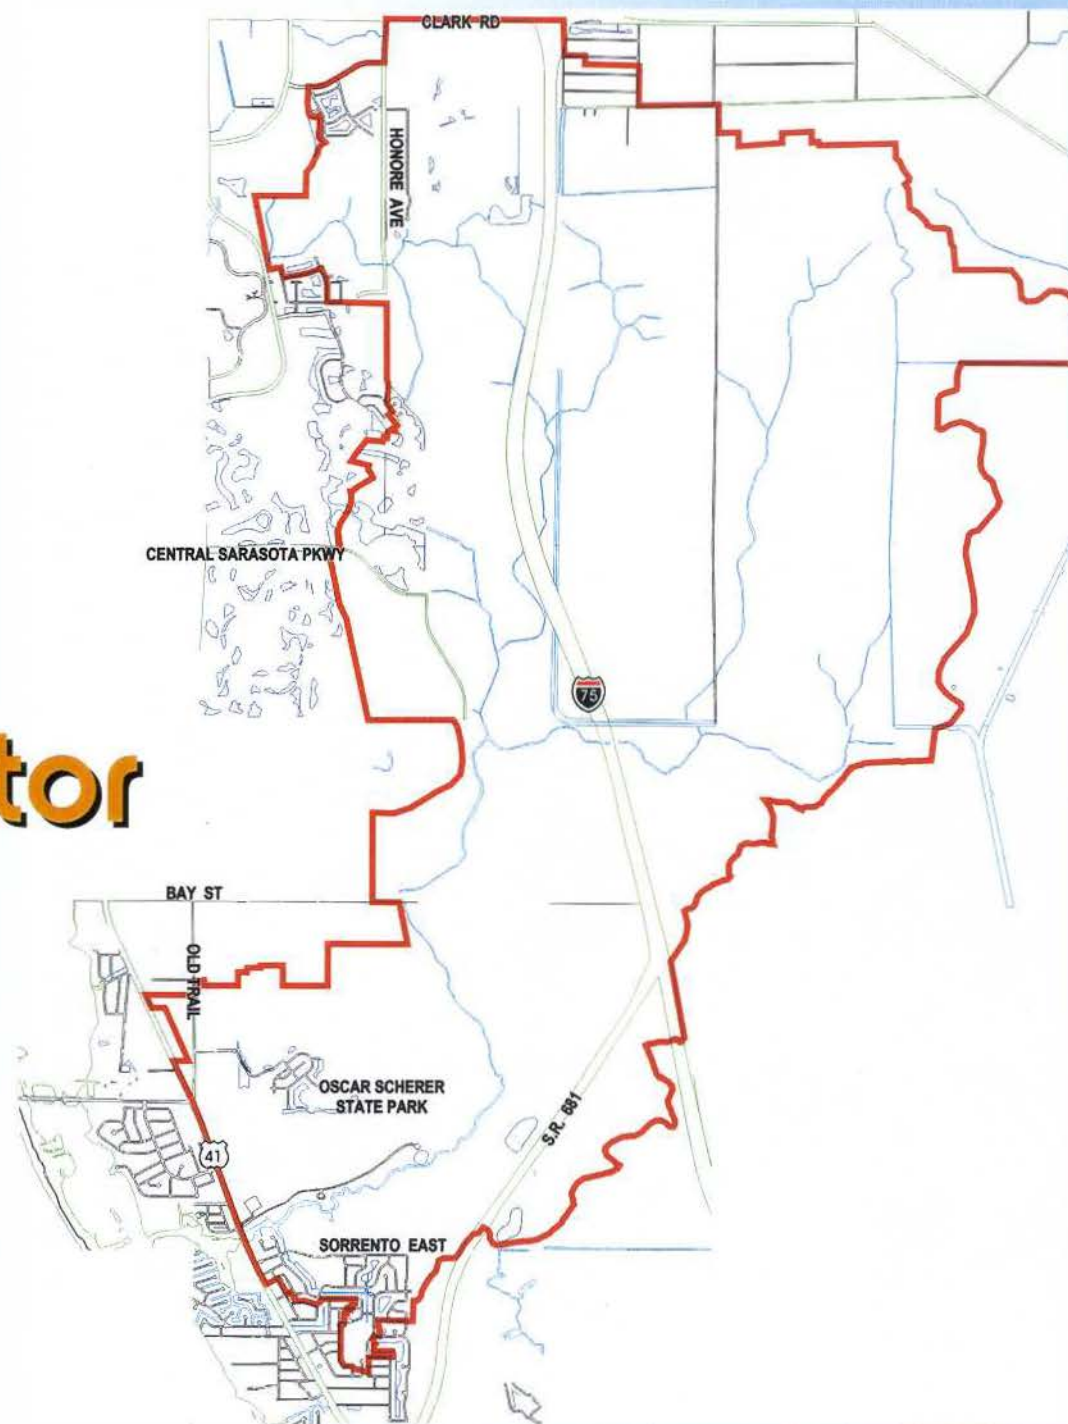 CLARK RD
HONORE AVE
CENTRAL SARASOTA PKWY
75
tor
BAY ST
OLD TRAIL
OSCAR SCHERER
STATE PARK
S.R. 681
41
SORRENTO EAST